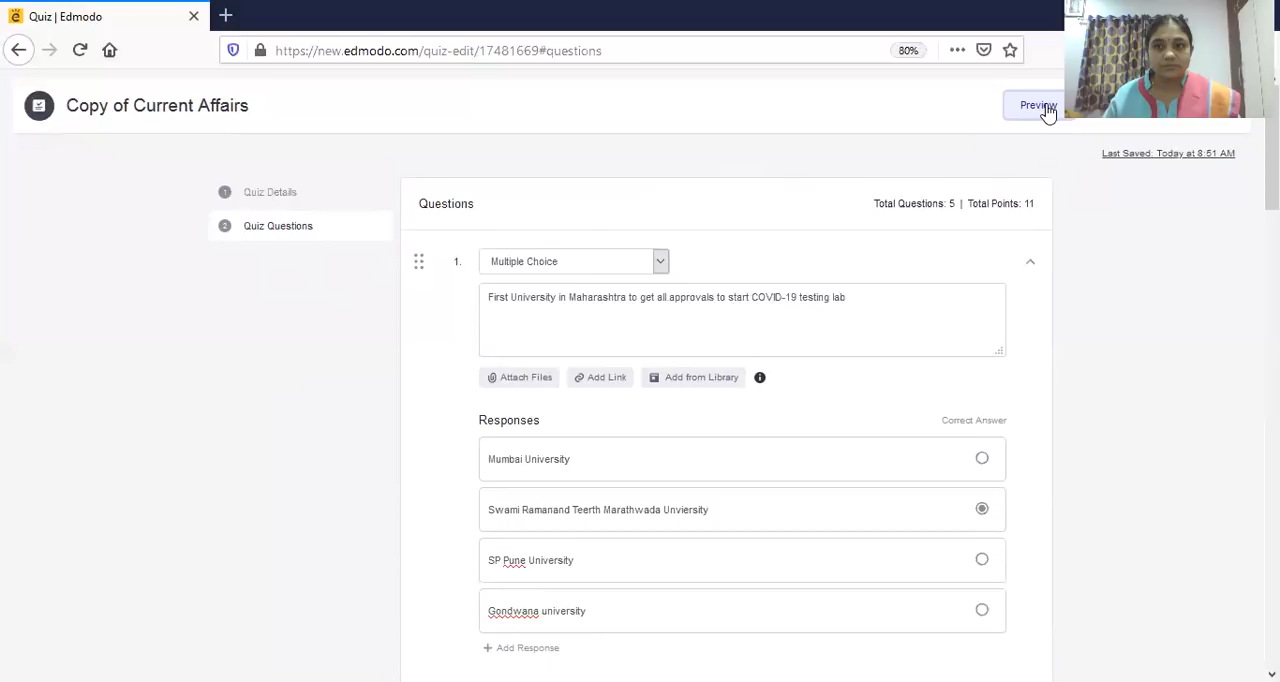 Quiz | Edmodo
https://new.edmodo.com/quiz-edit/17481669#questions
80%
Copy of Current Affairs
Preview
Last Saved: Today at 8:51 AM
1 Quiz Details
2 Quiz Questions
Questions
Total Questions: 5 | Total Points: 11
1. Multiple Choice
First University in Maharashtra to get all approvals to start COVID-19 testing lab
Attach Files Add Link Add from Library
Responses
Correct Answer
Mumbai University
Swami Ramanand Teerth Marathwada Unviersity
SP Pune University
Gondwana university
+ Add Response